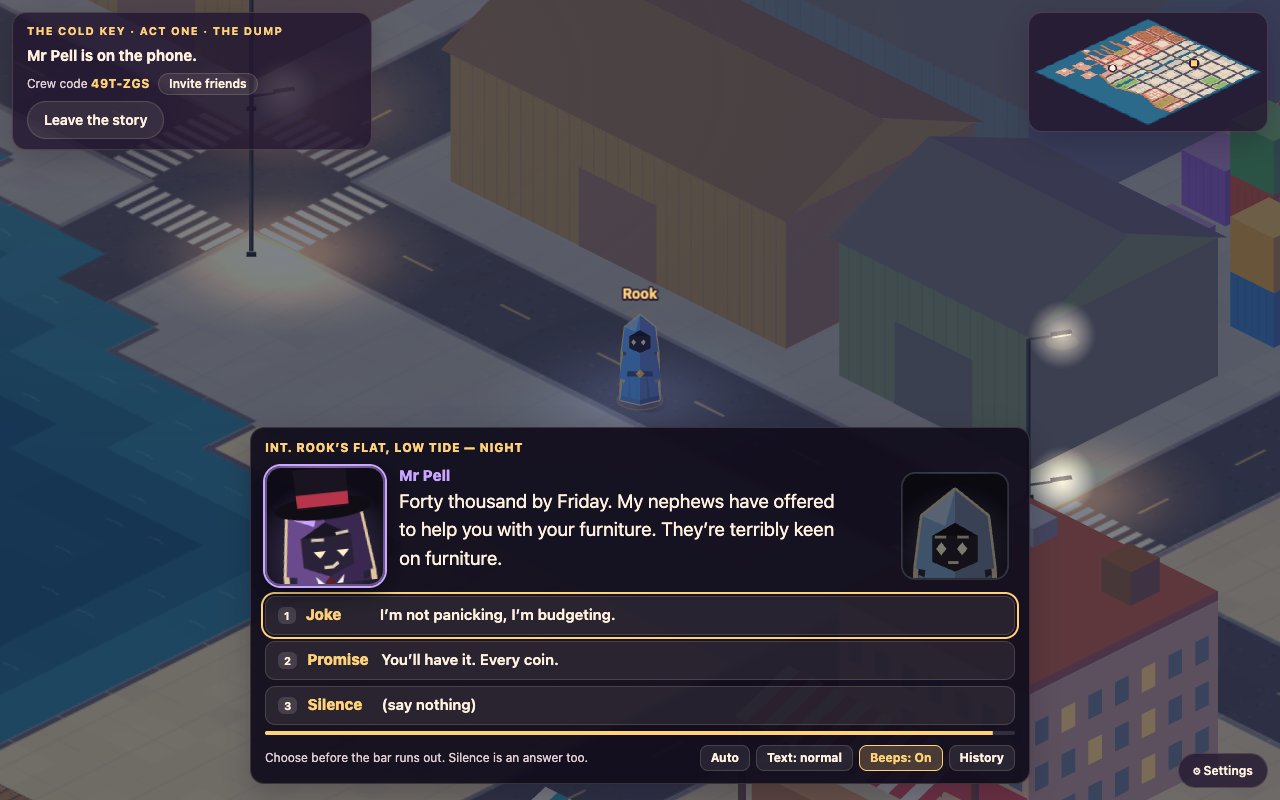 THE COLD KEY · ACT ONE · THE DUMP
Mr Pell is on the phone.
Crew code 49T-ZGS Invite friends
Leave the story
Rook
INT. ROOK’S FLAT, LOW TIDE — NIGHT
Mr Pell
Forty thousand by Friday. My nephews have offered
to help you with your furniture. They’re terribly keen
on furniture.
1 Joke I’m not panicking, I’m budgeting.
2 Promise You’ll have it. Every coin.
3 Silence (say nothing)
Choose before the bar runs out. Silence is an answer too.
Auto Text: normal Beeps: On History
⚙ Settings